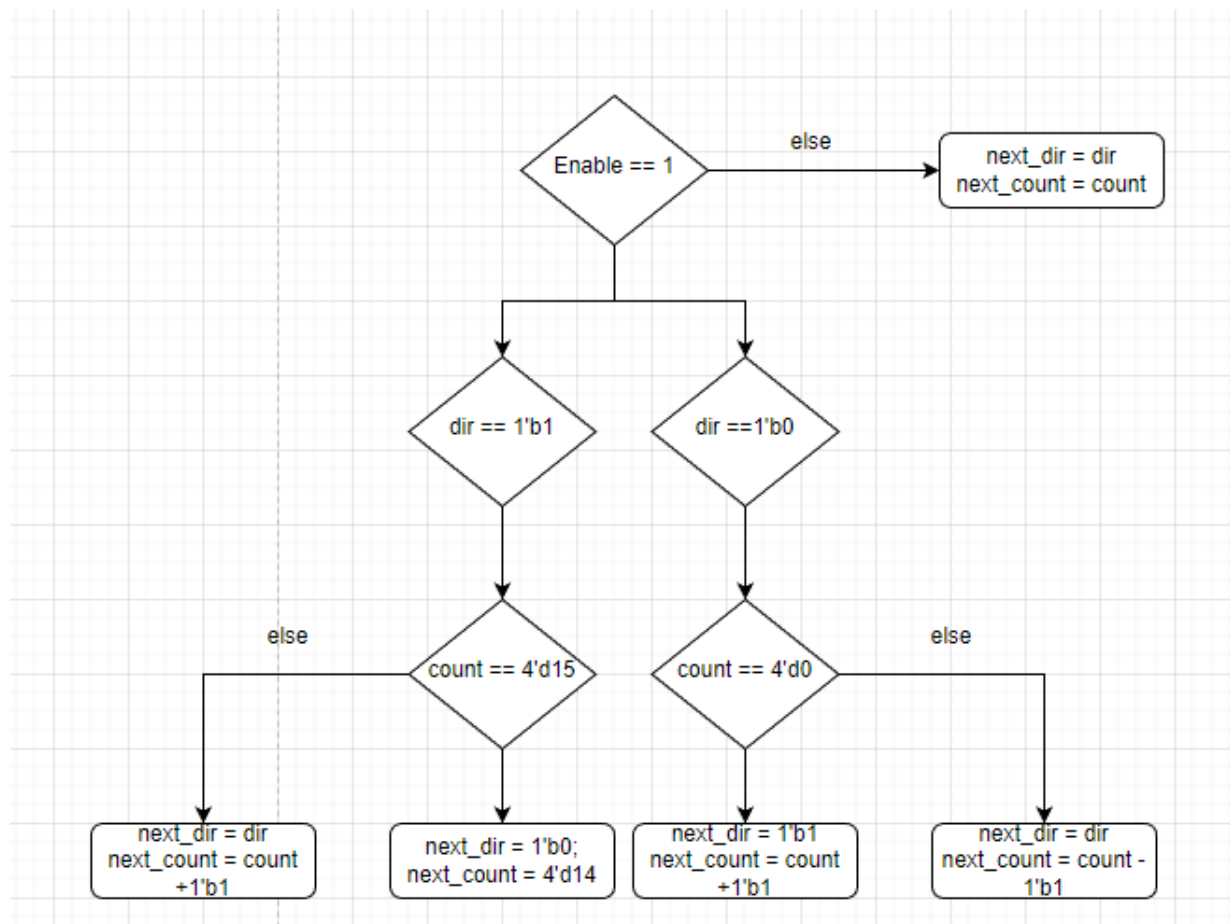 else
Enable == 1
next_dir = dir
next_count = count
dir == 1'b1
dir ==1'b0
else
else
count == 4'd15
count == 4'd0
next_dir = dir
next_count = count
+1'b1
next_dir = 1'b0;
next_count = 4'd14
next_dir = 1'b1
next_count = count
+1'b1
next_dir = dir
next_count = count -
1'b1